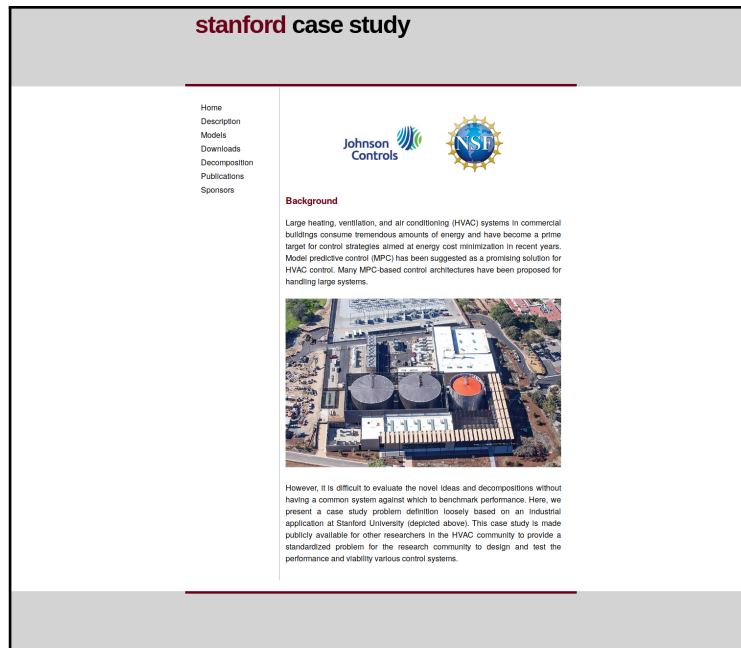 stanford case study
Home
Description
Models
Downloads
Decomposition
Publications
Sponsors
Johnson
Controls
NSF
Background
Large heating, ventilation, and air conditioning (HVAC) systems in commercial
buildings consume tremendous amounts of energy and have become a prime
target for control strategies aimed at energy cost minimization in recent years.
Model predictive control (MPC) has been suggested as a promising solution for
HVAC control. Many MPC-based control architectures have been proposed for
handling large systems.
However, it is difficult to evaluate the novel ideas and decompositions without
having a common system against which to benchmark performance. Here, we
present a case study problem definition loosely based on an industrial
application at Stanford University (depicted above). This case study is made
publicly available for other researchers in the HVAC community to provide a
standardized problem for the research community to design and test the
performance and viability various control systems.